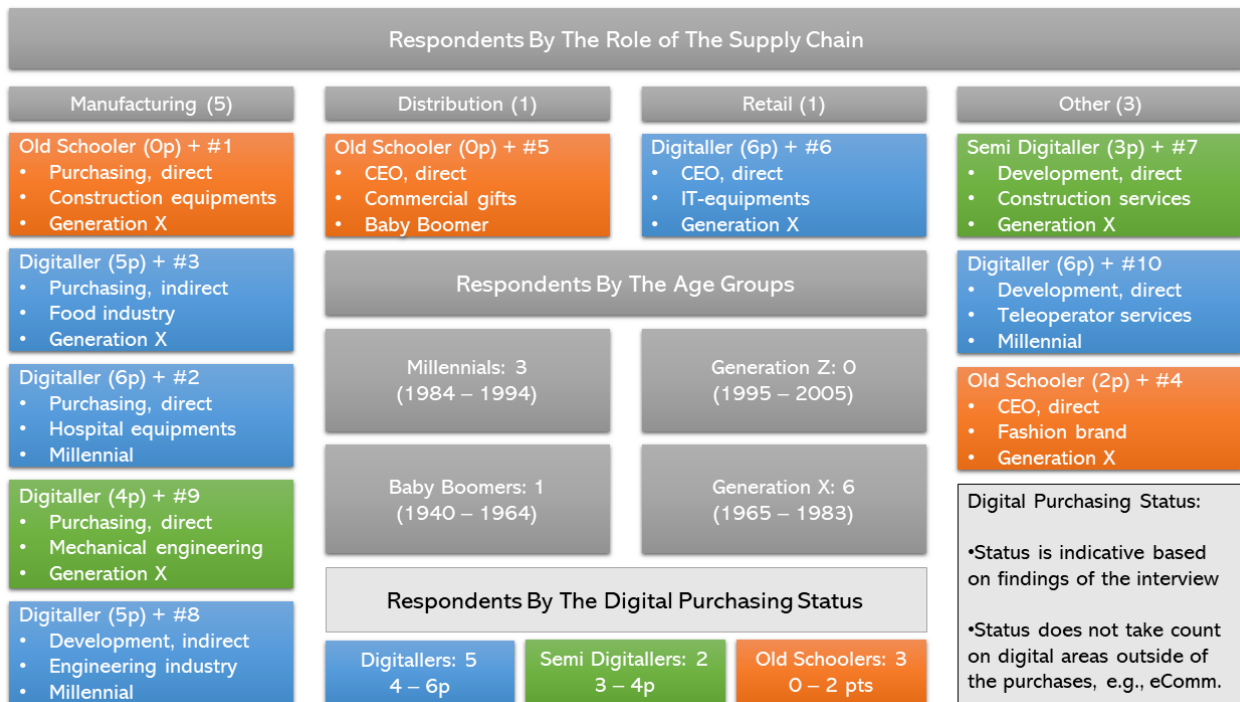 Respondents By The Role of The Supply Chain
Manufacturing (5)
Old Schooler (0p) + #1
• Purchasing, direct
• Construction equipments
• Generation X
Digitaller (5p) + #3
• Purchasing, indirect
• Food industry
• Generation X
Digitaller (6p) + #2
• Purchasing, direct
• Hospital equipments
• Millennial
Digitaller (4p) + #9
• Purchasing, direct
• Mechanical engineering
• Generation X
Digitaller (5p) + #8
• Development, indirect
• Engineering industry
• Millennial
Distribution (1)
Old Schooler (0p) + #5
• CEO, direct
• Commercial gifts
• Baby Boomer
Retail (1)
Digitaller (6p) + #6
• CEO, direct
• IT-equipments
• Generation X
Respondents By The Age Groups
Millennials: 3
(1984 – 1994)
Generation Z: 0
(1995 – 2005)
Baby Boomers: 1
(1940 – 1964)
Generation X: 6
(1965 – 1983)
Respondents By The Digital Purchasing Status
Digitallers: 5
4 – 6p
Semi Digitallers: 2
3 – 4p
Old Schoolers: 3
0 – 2 pts
Other (3)
Semi Digitaller (3p) + #7
• Development, direct
• Construction services
• Generation X
Digitaller (6p) + #10
• Development, direct
• Teleoperator services
• Millennial
Old Schooler (2p) + #4
• CEO, direct
• Fashion brand
• Generation X
Digital Purchasing Status:
•Status is indicative based
on findings of the interview
•Status does not take count
on digital areas outside of
the purchases, e.g., eComm.